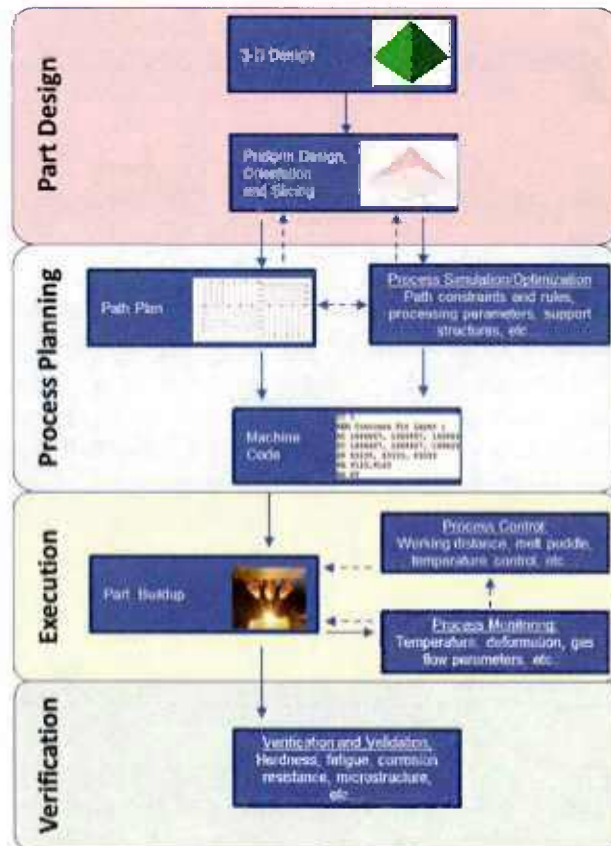 Part Design
3-D Design
Preform Design,
Orientation
and Slicing
Process Planning
Path Plan
Process Simulation/Optimization
Path constraints and rules,
processing parameters, support
structures, etc
Machine
Code
Execution
Part Buildup
Process Control
Working distance, melt puddle,
temperature control, etc
Process Monitoring:
Temperature, deformation, gas
flow parameters, etc.
Verification
Verification and Validation,
Hardness, fatigue, corrosion
resistance, microstructure,
etc